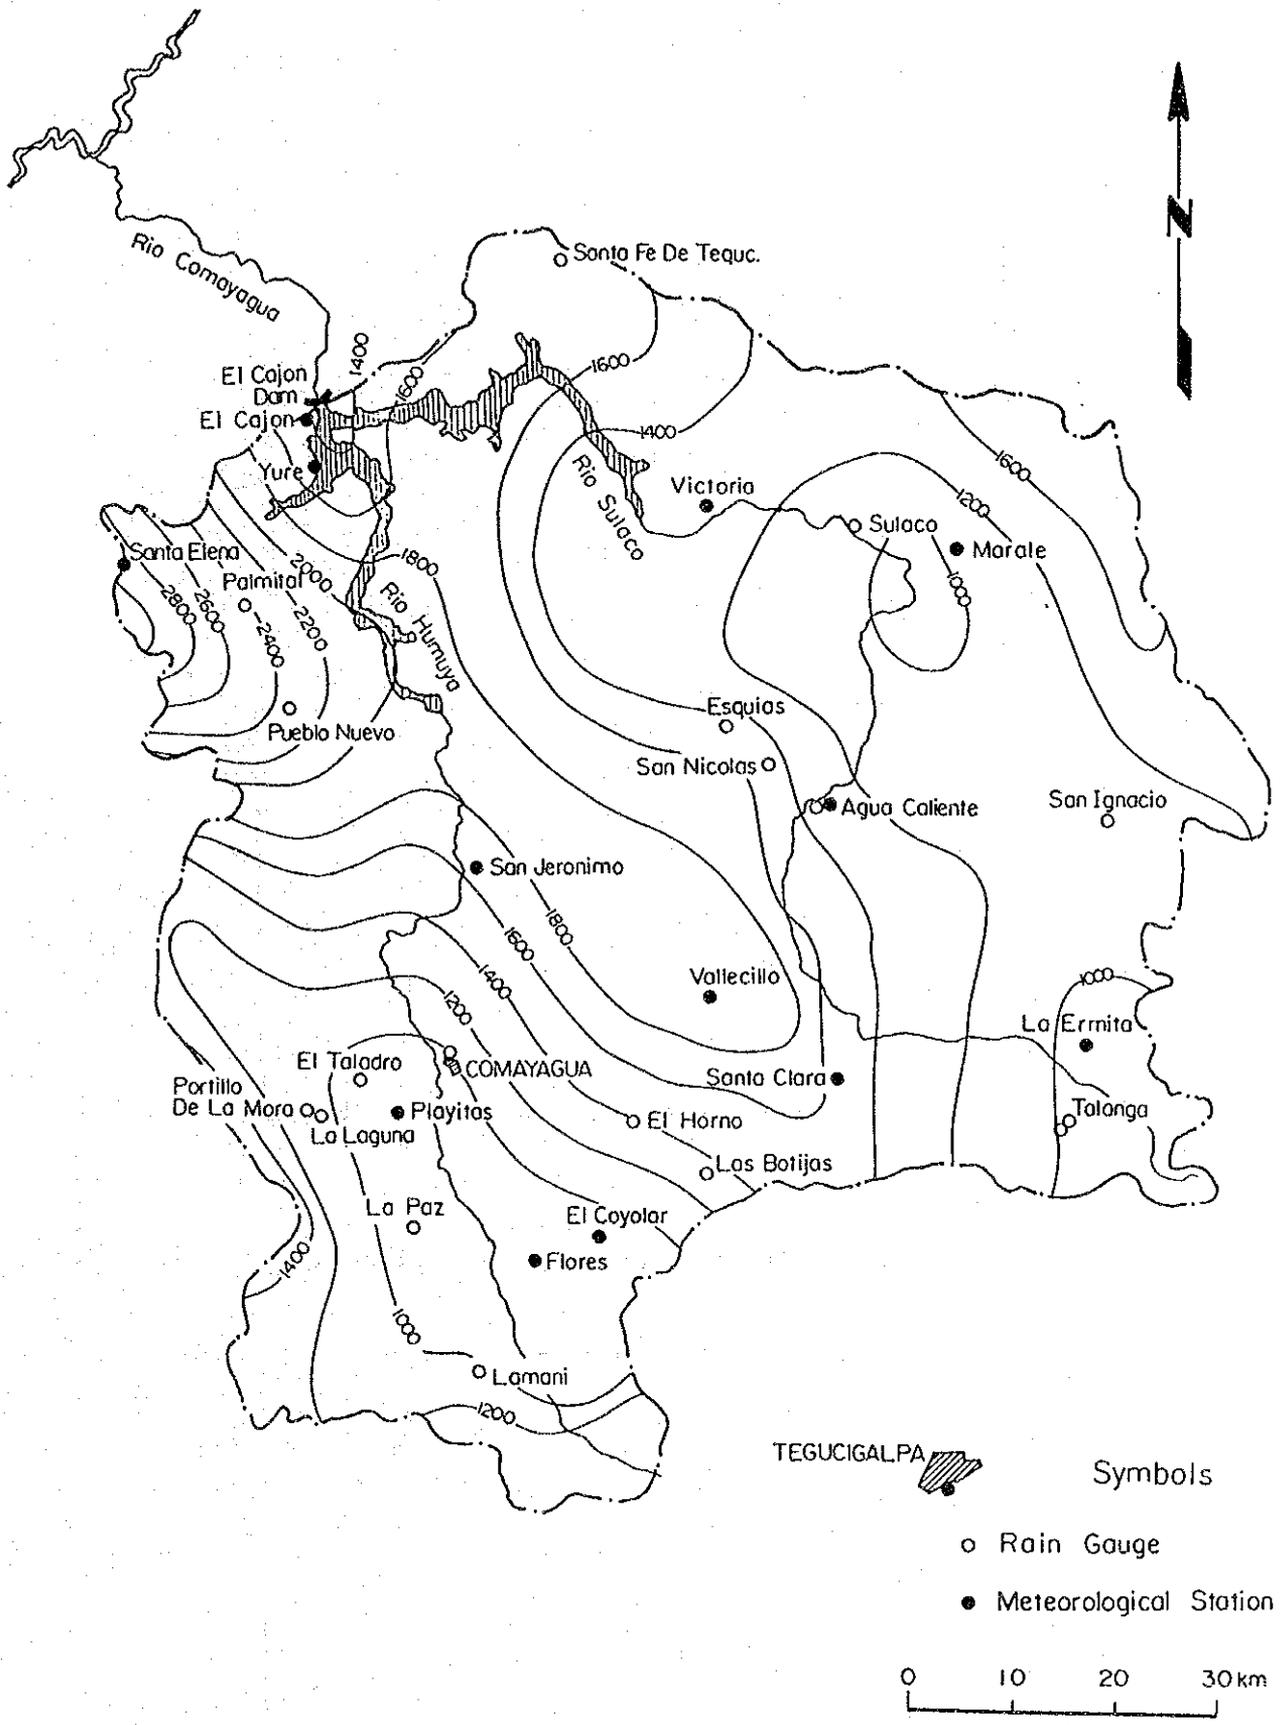 N
Rio Comayagua
Santa Fe De Teguc.
1400
1600
1600
El Cajon
Dam
El Cajon
1400
Yure
Rio Sulaco
Victoria
1600
1200
Sulaco
Morale
Santa Elena
Palmital
2000
1800
1000
2800
2600
2400
2200
Rio Humuya
Pueblo Nuevo
Esquias
San Nicolas
Agua Caliente
San Ignacio
San Jeronimo
1800
1600
1400
1200
Vallecillo
1000
La Ermita
El Taladro
COMAYAGUA
Santa Clara
Portillo
De La Mora
La Laguna
Playitas
El Horno
Talanga
Las Botijas
La Paz
El Coyolar
Flores
1400
1000
Lamani
1200
TEGUCIGALPA
Symbols
Rain Gauge
Meteorological Station
0 10 20 30 km